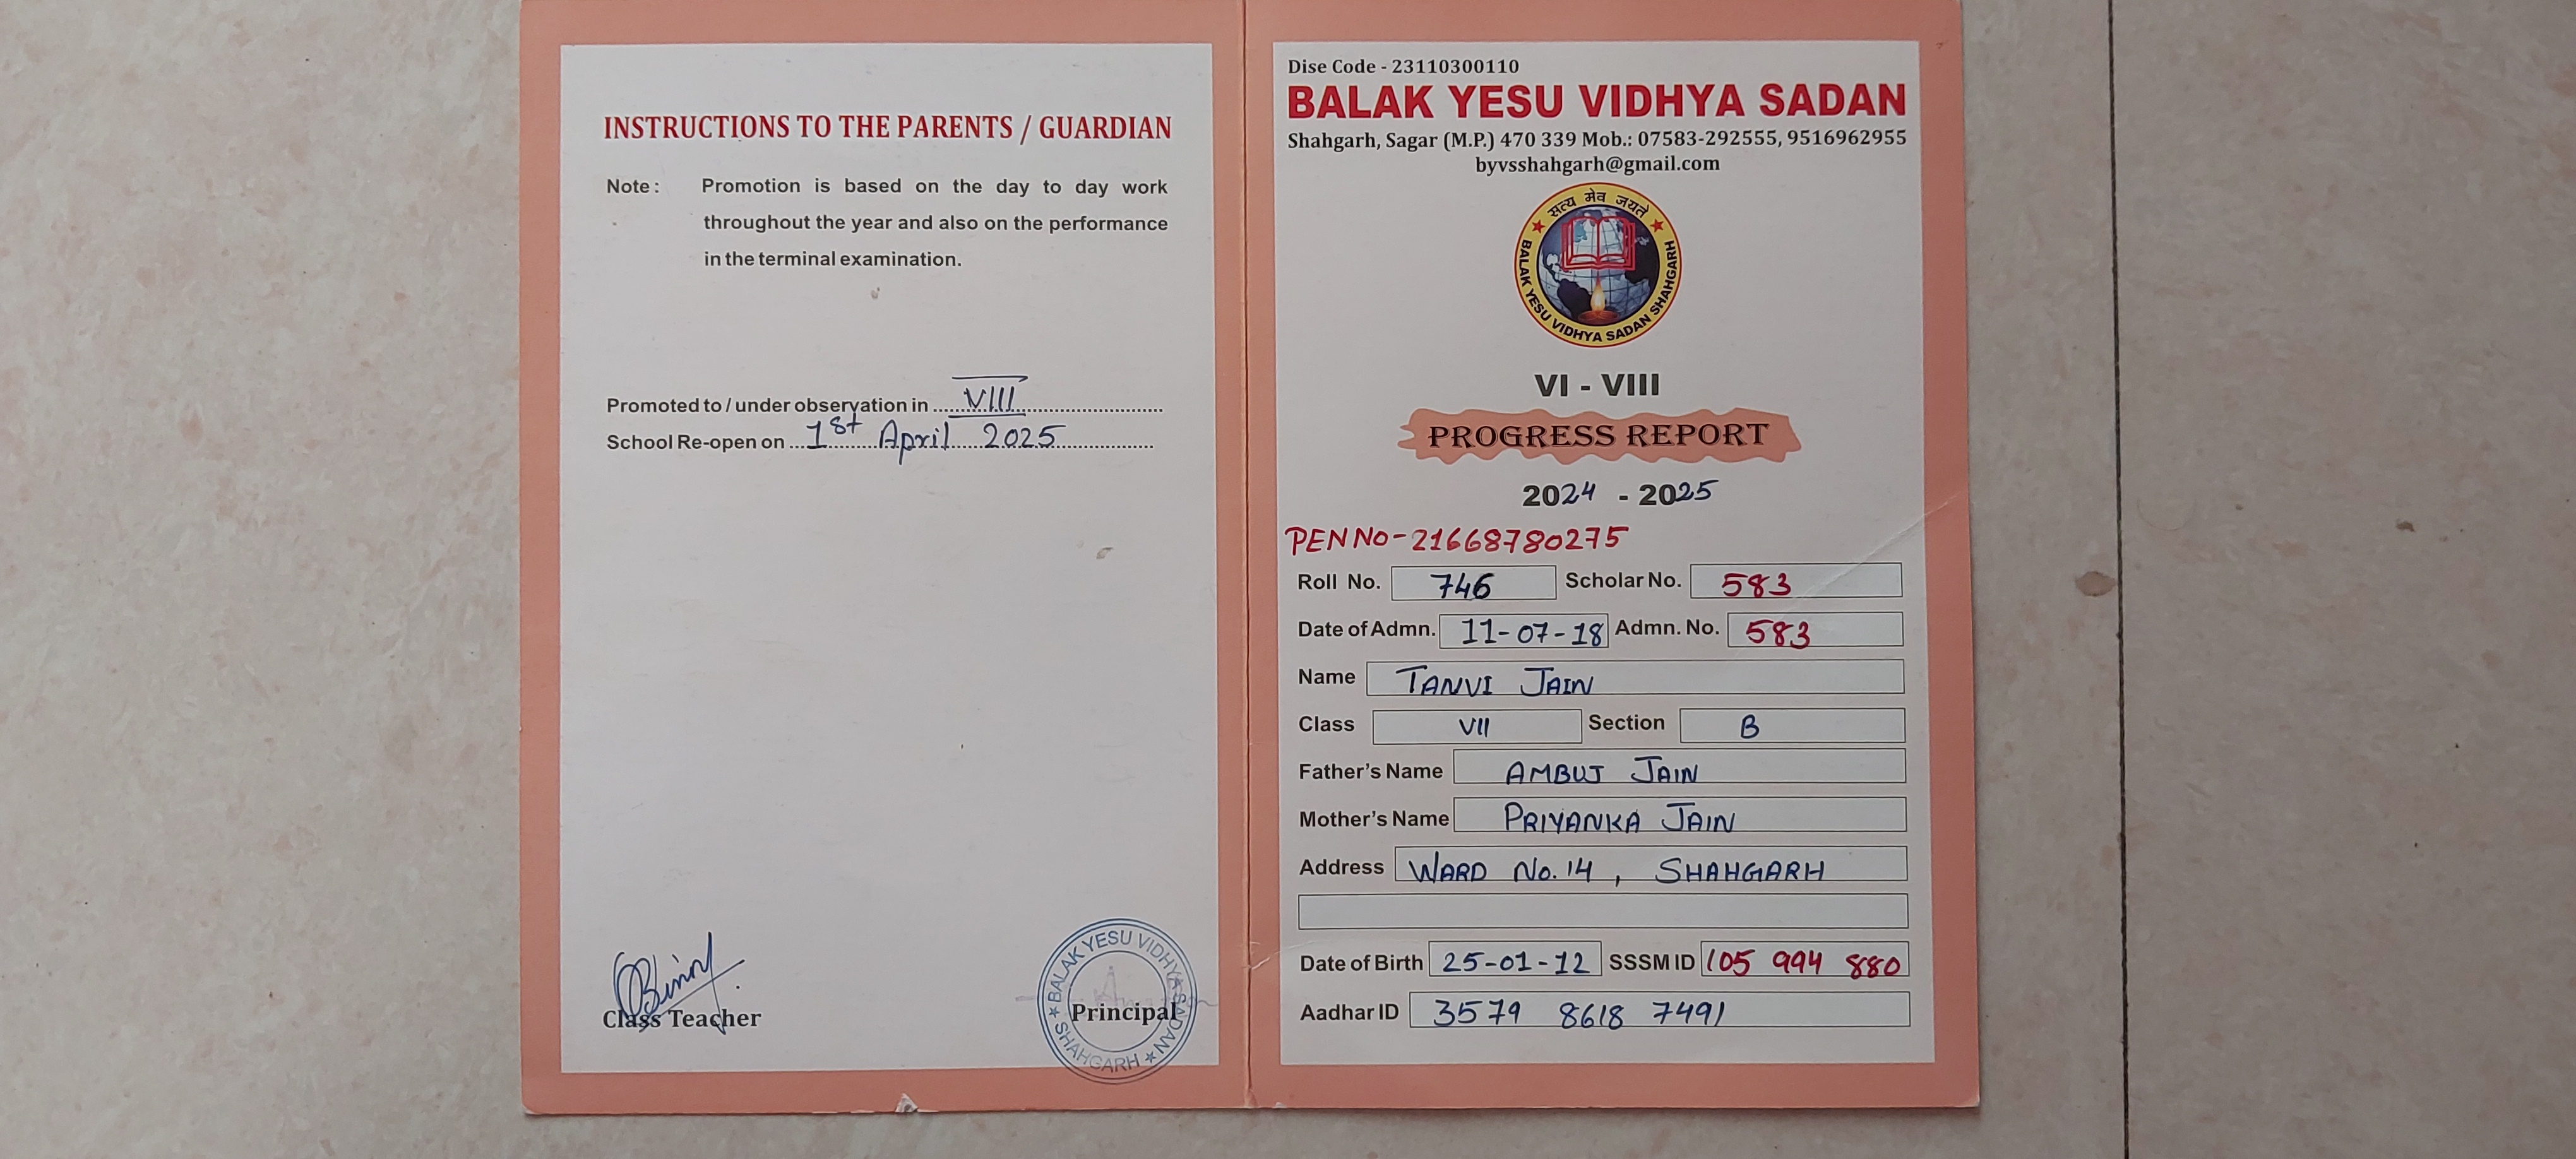 INSTRUCTIONS TO THE PARENTS / GUARDIAN
Note : Promotion is based on the day to day work
throughout the year and also on the performance
in the terminal examination.
Promoted to / under observation in VIII
School Re-open on 1st April 2025
Class Teacher
BALAK YESU VIDHYA SADAN
SHAHGARH
Principal
Dise Code - 23110300110
BALAK YESU VIDHYA SADAN
Shahgarh, Sagar (M.P.) 470 339 Mob.: 07583-292555, 9516962955
byvsshahgarh@gmail.com
सत्य मेव जयते
BALAK YESU VIDHYA SADAN SHAHGARH
VI - VIII
PROGRESS REPORT
2024 - 2025
PEN NO - 21668780275
Roll No. 746 Scholar No. 583
Date of Admn. 11-07-18 Admn. No. 583
Name TANVI JAIN
Class VII Section B
Father's Name AMBUJ JAIN
Mother's Name PRIYANKA JAIN
Address WARD No. 14 , SHAHGARH
Date of Birth 25-01-12 SSSM ID 105 994 880
Aadhar ID 3579 8618 7491